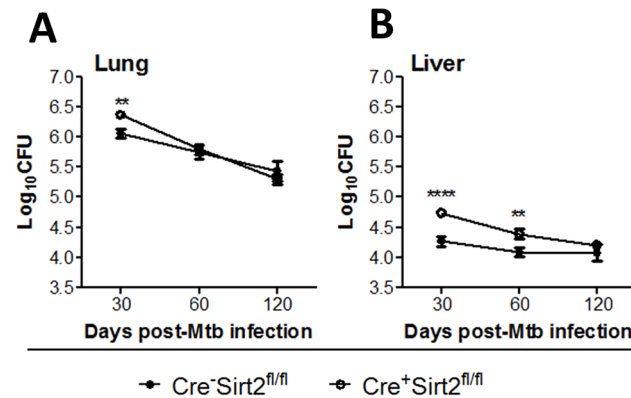 A
Lung
7.0
6.5
**
6.0
5.5
5.0
4.5
4.0
3.5
Log10CFU
30 60 120
Days post-Mtb infection
B
Liver
7.0
6.5
6.0
5.5
5.0
4.5
4.0
3.5
Log10CFU
****
**
30 60 120
Days post-Mtb infection
Cre-Sirt2fl/fl Cre+Sirt2fl/fl